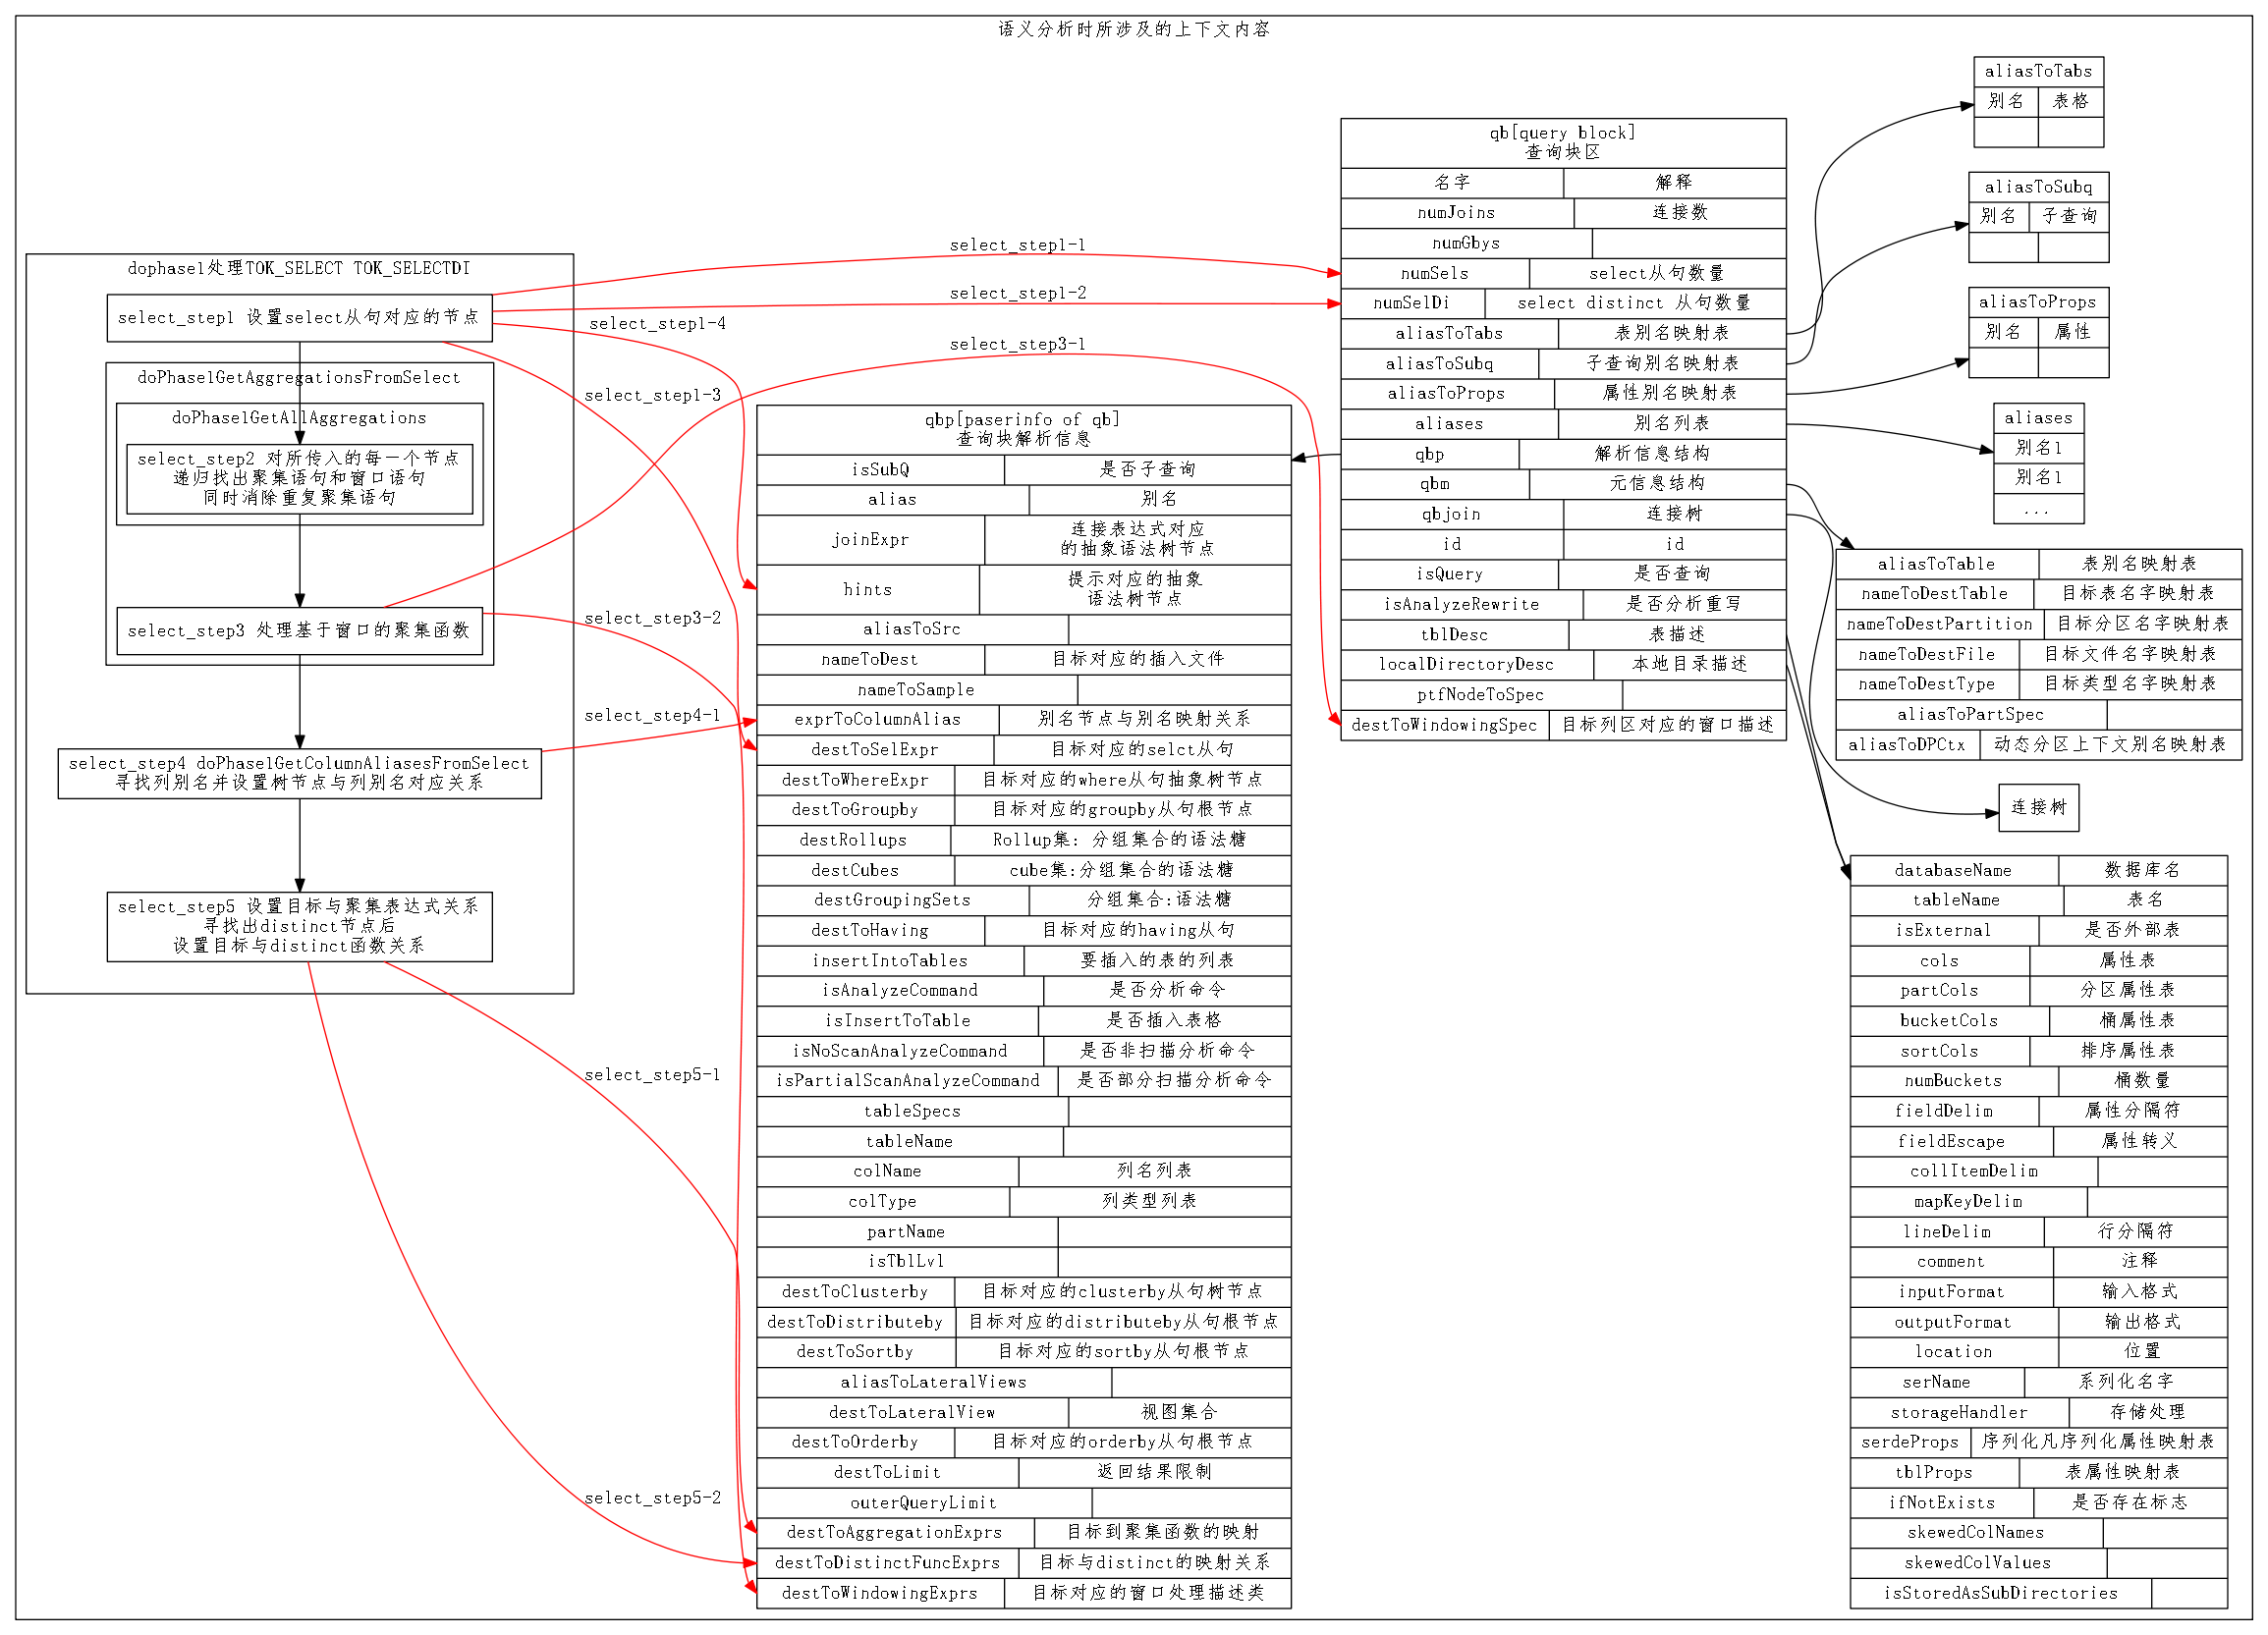 语义分析时所涉及的上下文内容
dophase1处理TOK_SELECT TOK_SELECTDI
select_step1 设置select从句对应的节点
doPhase1GetAggregationsFromSelect
doPhase1GetAllAggregations
select_step2 对所传入的每一个节点
递归找出聚集语句和窗口语句
同时消除重复聚集语句
select_step3 处理基于窗口的聚集函数
select_step4 doPhase1GetColumnAliasesFromSelect
寻找列别名并设置树节点与列别名对应关系
select_step5 设置目标与聚集表达式关系
寻找出distinct节点后
设置目标与distinct函数关系
select_step1-1
select_step1-2
select_step1-4
select_step3-1
select_step1-3
select_step3-2
select_step4-1
select_step5-1
select_step5-2
qbp[paserinfo of qb]
查询块解析信息
isSubQ 是否子查询
alias 别名
joinExpr 连接表达式对应
的抽象语法树节点
hints 提示对应的抽象
语法树节点
aliasToSrc
nameToDest 目标对应的插入文件
nameToSample
exprToColumnAlias 别名节点与别名映射关系
destToSelExpr 目标对应的selct从句
destToWhereExpr 目标对应的where从句抽象树节点
destToGroupby 目标对应的groupby从句根节点
destRollups Rollup集: 分组集合的语法糖
destCubes cube集:分组集合的语法糖
destGroupingSets 分组集合:语法糖
destToHaving 目标对应的having从句
insertIntoTables 要插入的表的列表
isAnalyzeCommand 是否分析命令
isInsertToTable 是否插入表格
isNoScanAnalyzeCommand 是否非扫描分析命令
isPartialScanAnalyzeCommand 是否部分扫描分析命令
tableSpecs
tableName
colName 列名列表
colType 列类型列表
partName
isTblLvl
destToClusterby 目标对应的clusterby从句树节点
destToDistributeby 目标对应的distributeby从句根节点
destToSortby 目标对应的sortby从句根节点
aliasToLateralViews
destToLateralView 视图集合
destToOrderby 目标对应的orderby从句根节点
destToLimit 返回结果限制
outerQueryLimit
destToAggregationExprs 目标到聚集函数的映射
destToDistinctFuncExprs 目标与distinct的映射关系
destToWindowingExprs 目标对应的窗口处理描述类
qb[query block]
查询块区
名字 解释
numJoins 连接数
numGbys
numSels select从句数量
numSelDi select distinct 从句数量
aliasToTabs 表别名映射表
aliasToSubq 子查询别名映射表
aliasToProps 属性别名映射表
aliases 别名列表
qbp 解析信息结构
qbm 元信息结构
qbjoin 连接树
id id
isQuery 是否查询
isAnalyzeRewrite 是否分析重写
tblDesc 表描述
localDirectoryDesc 本地目录描述
ptfNodeToSpec
destToWindowingSpec 目标列区对应的窗口描述
aliasToTabs
别名 表格
aliasToSubq
别名 子查询
aliasToProps
别名 属性
aliases
别名1
别名1
...
aliasToTable 表别名映射表
nameToDestTable 目标表名字映射表
nameToDestPartition 目标分区名字映射表
nameToDestFile 目标文件名字映射表
nameToDestType 目标类型名字映射表
aliasToPartSpec
aliasToDPCtx 动态分区上下文别名映射表
连接树
databaseName 数据库名
tableName 表名
isExternal 是否外部表
cols 属性表
partCols 分区属性表
bucketCols 桶属性表
sortCols 排序属性表
numBuckets 桶数量
fieldDelim 属性分隔符
fieldEscape 属性转义
collItemDelim
mapKeyDelim
lineDelim 行分隔符
comment 注释
inputFormat 输入格式
outputFormat 输出格式
location 位置
serName 系列化名字
storageHandler 存储处理
serdeProps 序列化凡序列化属性映射表
tblProps 表属性映射表
ifNotExists 是否存在标志
skewedColNames
skewedColValues
isStoredAsSubDirectories